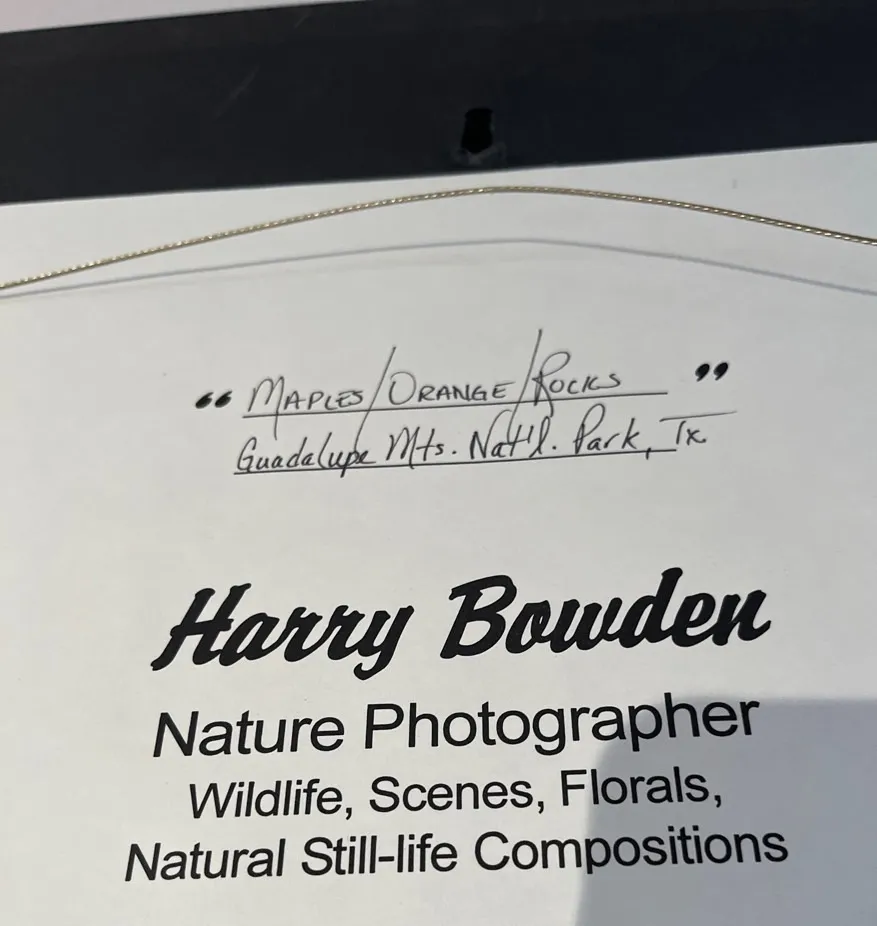 “ MAPLES/ORANGE/ROCKS ”
Guadalupe Mts. Nat'l. Park, Tx.
Harry Bowden
Nature Photographer
Wildlife, Scenes, Florals,
Natural Still-life Compositions